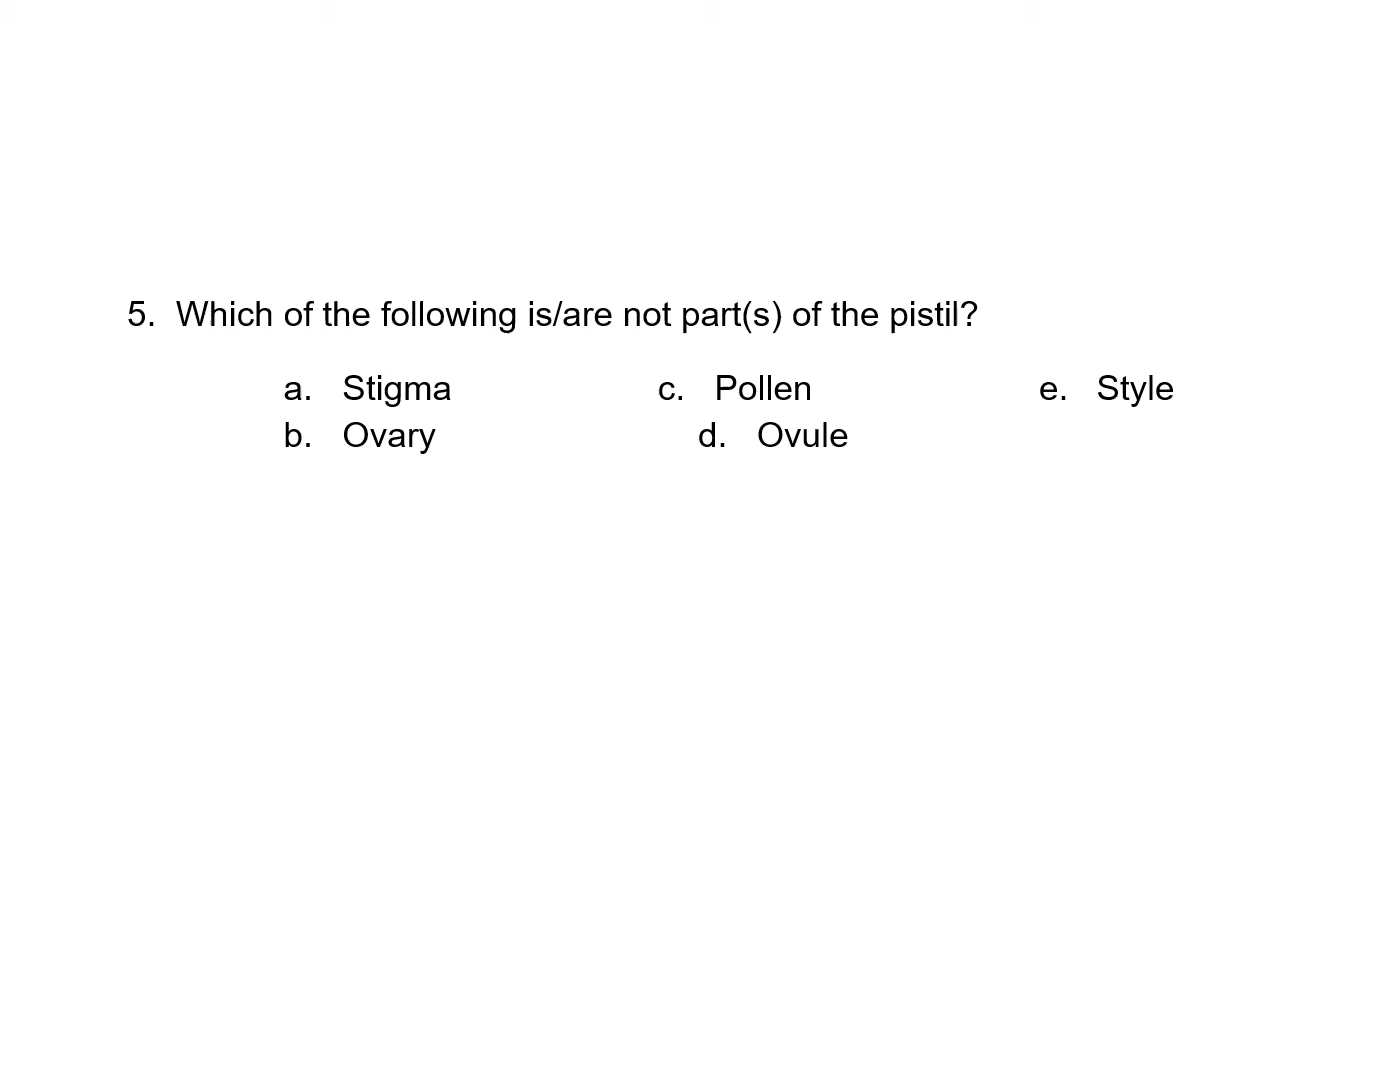 5. Which of the following is/are not part(s) of the pistil?
a. Stigma c. Pollen e. Style
b. Ovary d. Ovule